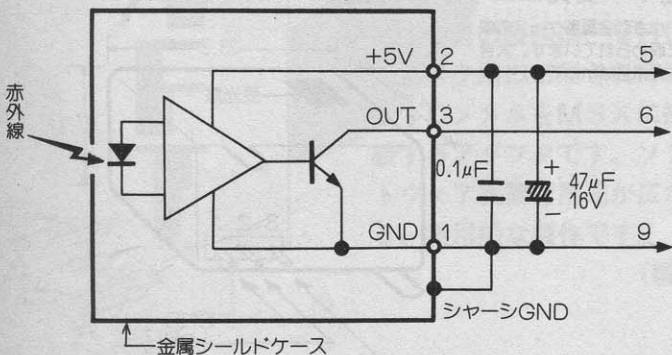 +5V 2 5
赤外線
OUT 3 6
0.1μF
+
47μF
16V
−
GND 1 9
シャーシGND
金属シールドケース